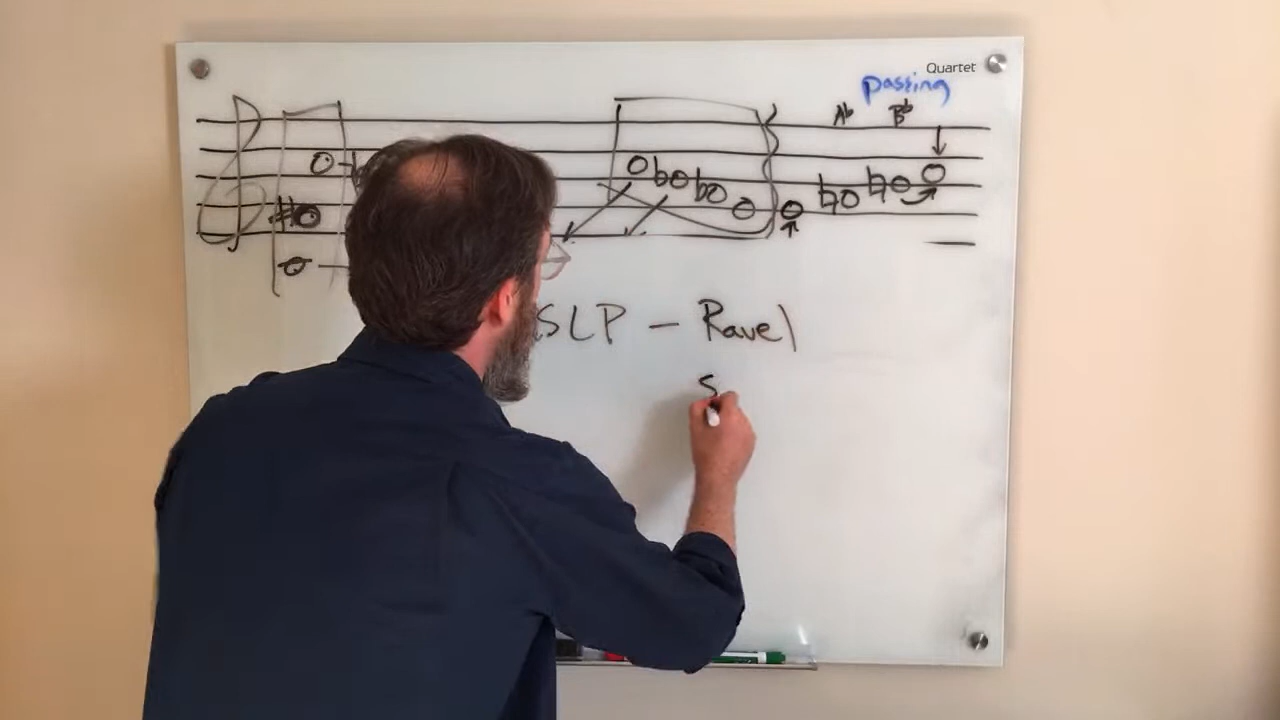 Quartet
passing
A♭ B♭
SLP - Ravel
S